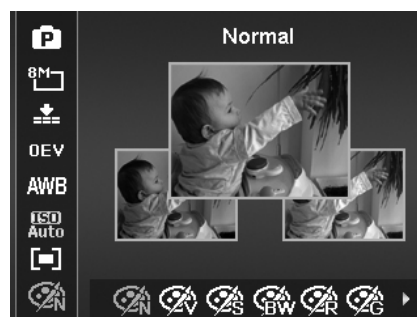 P
Normal
8M
0EV
AWB
ISO
Auto
N
N V S BW R G